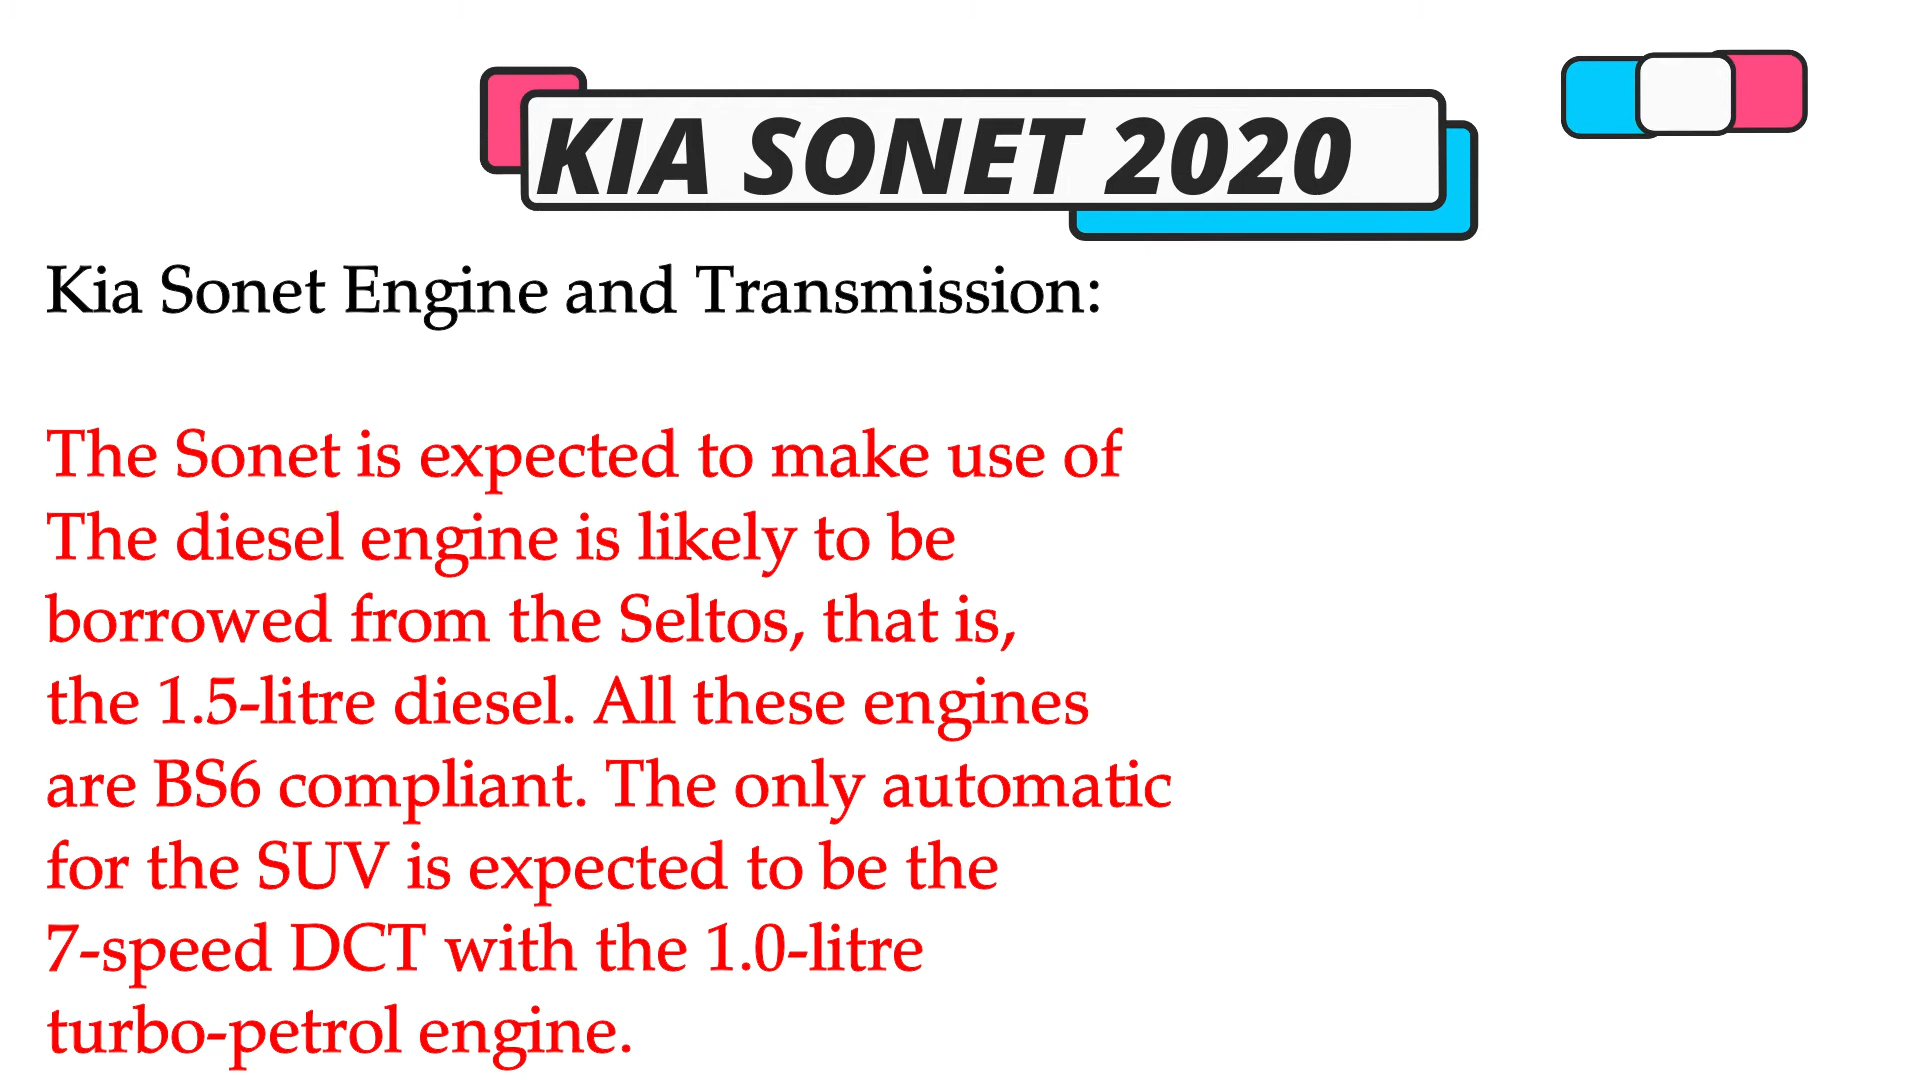 KIA SONET 2020
Kia Sonet Engine and Transmission:
The Sonet is expected to make use of
The diesel engine is likely to be
borrowed from the Seltos, that is,
the 1.5-litre diesel. All these engines
are BS6 compliant. The only automatic
for the SUV is expected to be the
7-speed DCT with the 1.0-litre
turbo-petrol engine.